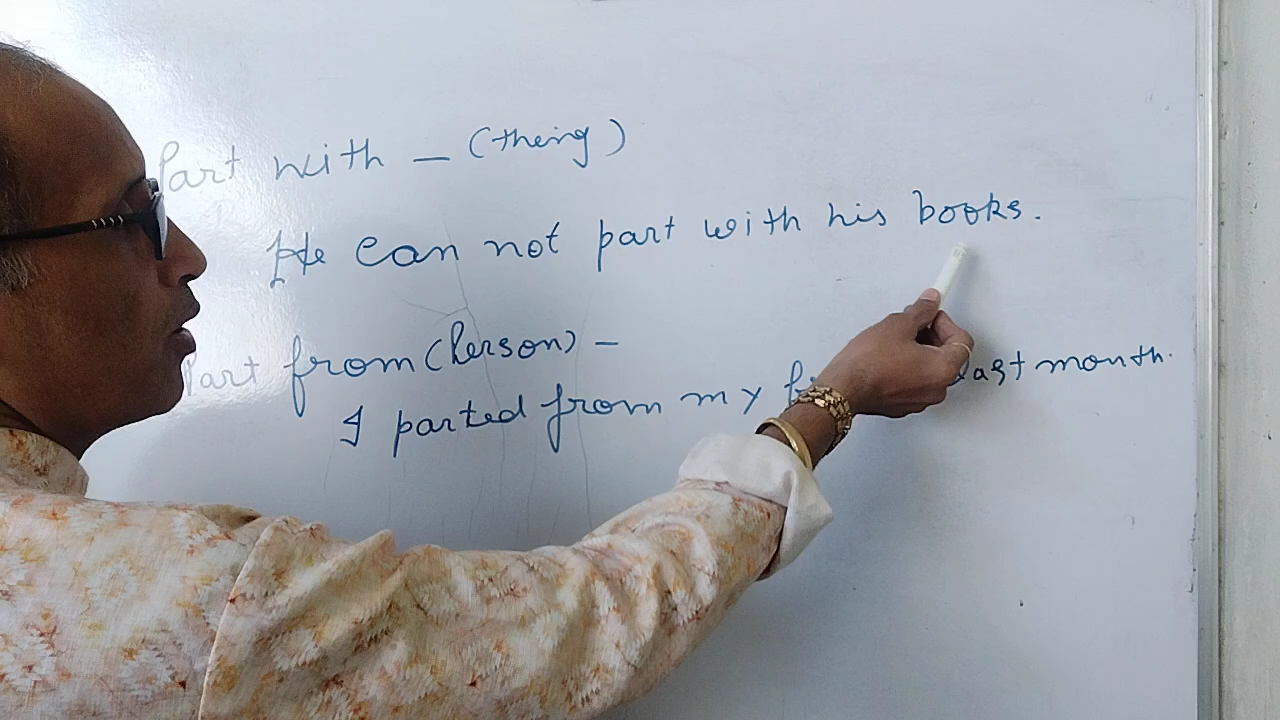 Part with - (theing)
He can not part with his books.
Part from (Person) -
I parted from my last month.